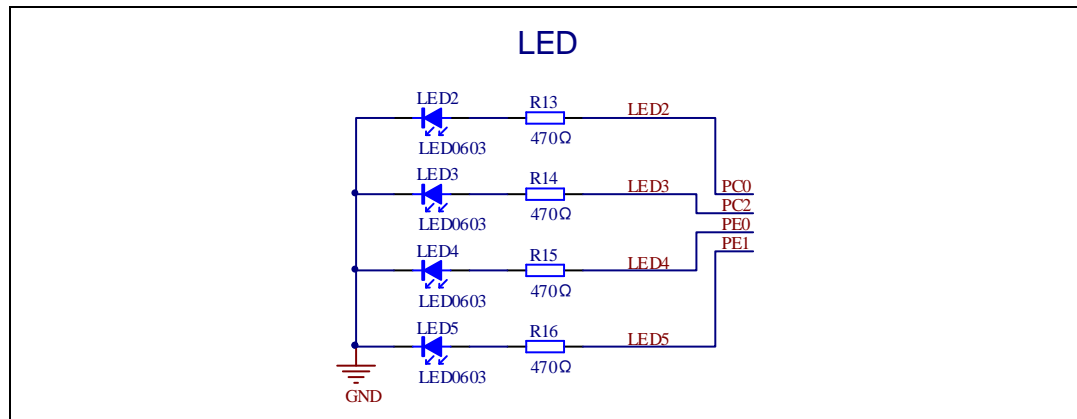 LED
LED2
R13
LED2
LED0603
470Ω
LED3
R14
LED3
PC0
LED0603
470Ω
PC2
PE0
LED4
R15
LED4
PE1
LED0603
470Ω
LED5
R16
LED5
LED0603
470Ω
GND